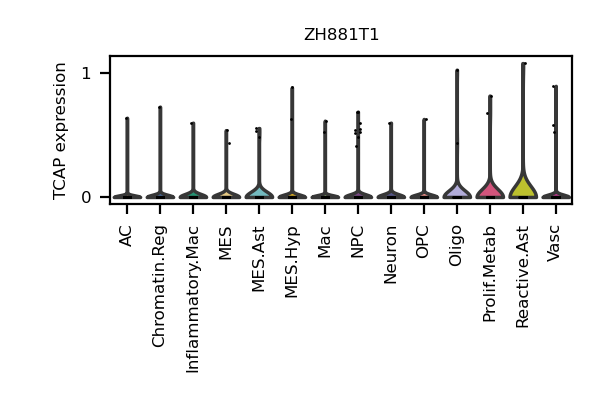 ZH881T1
TCAP expression
1
0
AC
Chromatin.Reg
Inflammatory.Mac
MES
MES.Ast
MES.Hyp
Mac
NPC
Neuron
OPC
Oligo
Prolif.Metab
Reactive.Ast
Vasc